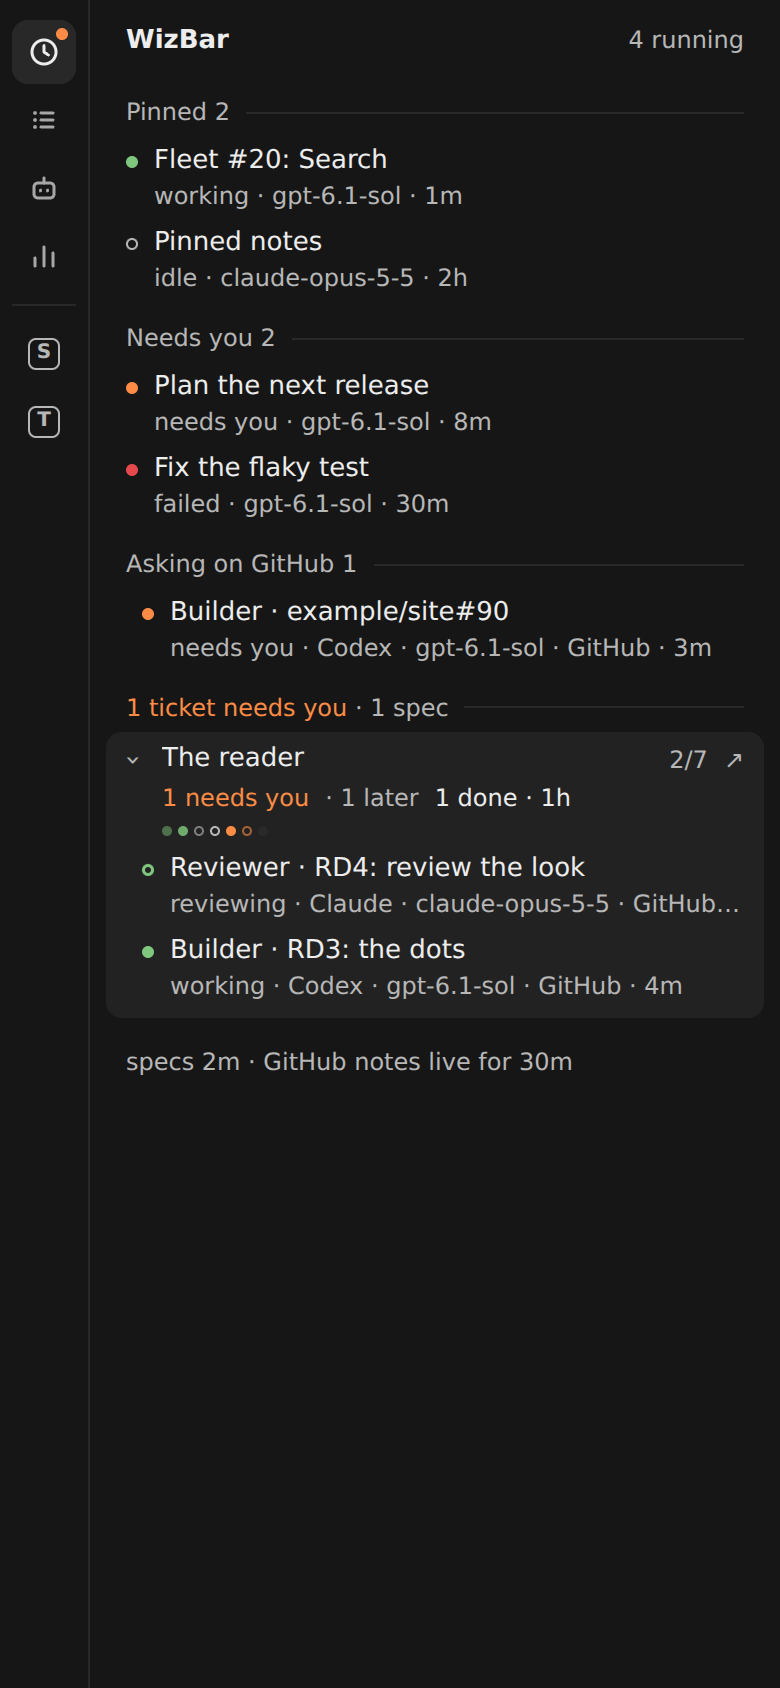 WizBar
4 running
Pinned 2
Fleet #20: Search
working · gpt-6.1-sol · 1m
Pinned notes
idle · claude-opus-5-5 · 2h
S
T
Needs you 2
Plan the next release
needs you · gpt-6.1-sol · 8m
Fix the flaky test
failed · gpt-6.1-sol · 30m
Asking on GitHub 1
Builder · example/site#90
needs you · Codex · gpt-6.1-sol · GitHub · 3m
1 ticket needs you · 1 spec
The reader
2/7 ↗
1 needs you · 1 later 1 done · 1h
Reviewer · RD4: review the look
reviewing · Claude · claude-opus-5-5 · GitHub…
Builder · RD3: the dots
working · Codex · gpt-6.1-sol · GitHub · 4m
specs 2m · GitHub notes live for 30m